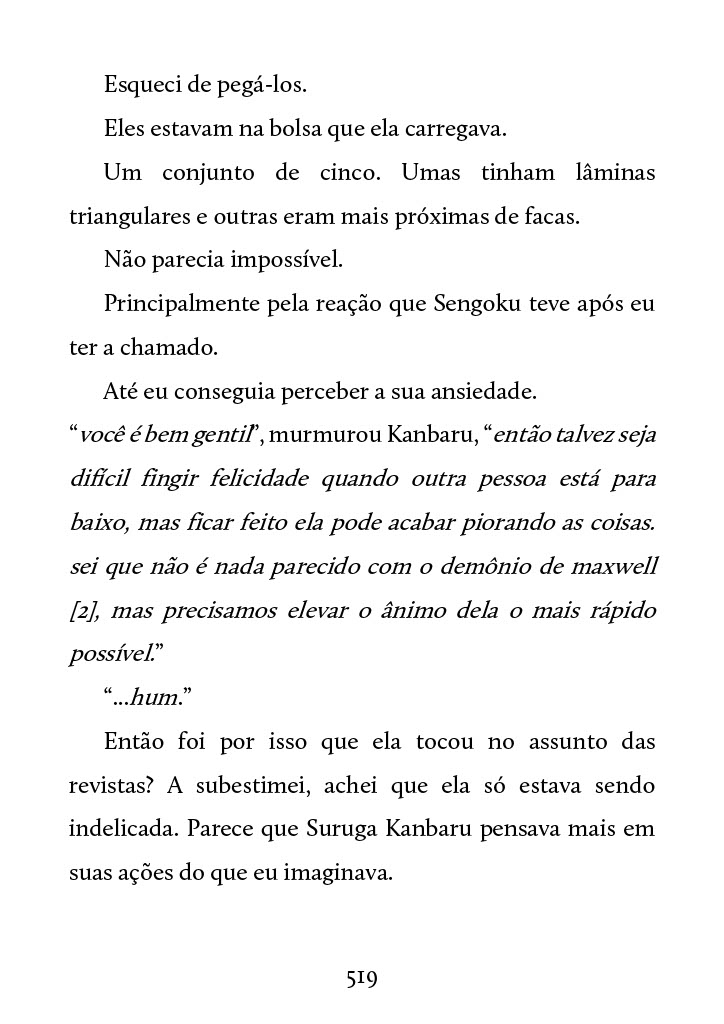 Esqueci de pegá-los.
Eles estavam na bolsa que ela carregava.
Um conjunto de cinco. Umas tinham lâminas
triangulares e outras eram mais próximas de facas.
Não parecia impossível.
Principalmente pela reação que Sengoku teve após eu
ter a chamado.
Até eu conseguia perceber a sua ansiedade.
“você é bem gentil”, murmurou Kanbaru, “então talvez seja
difícil fingir felicidade quando outra pessoa está para
baixo, mas ficar feito ela pode acabar piorando as coisas.
sei que não é nada parecido com o demônio de maxwell
[2], mas precisamos elevar o ânimo dela o mais rápido
possível.”
“...hum.”
Então foi por isso que ela tocou no assunto das
revistas? A subestimei, achei que ela só estava sendo
indelicada. Parece que Suruga Kanbaru pensava mais em
suas ações do que eu imaginava.
519